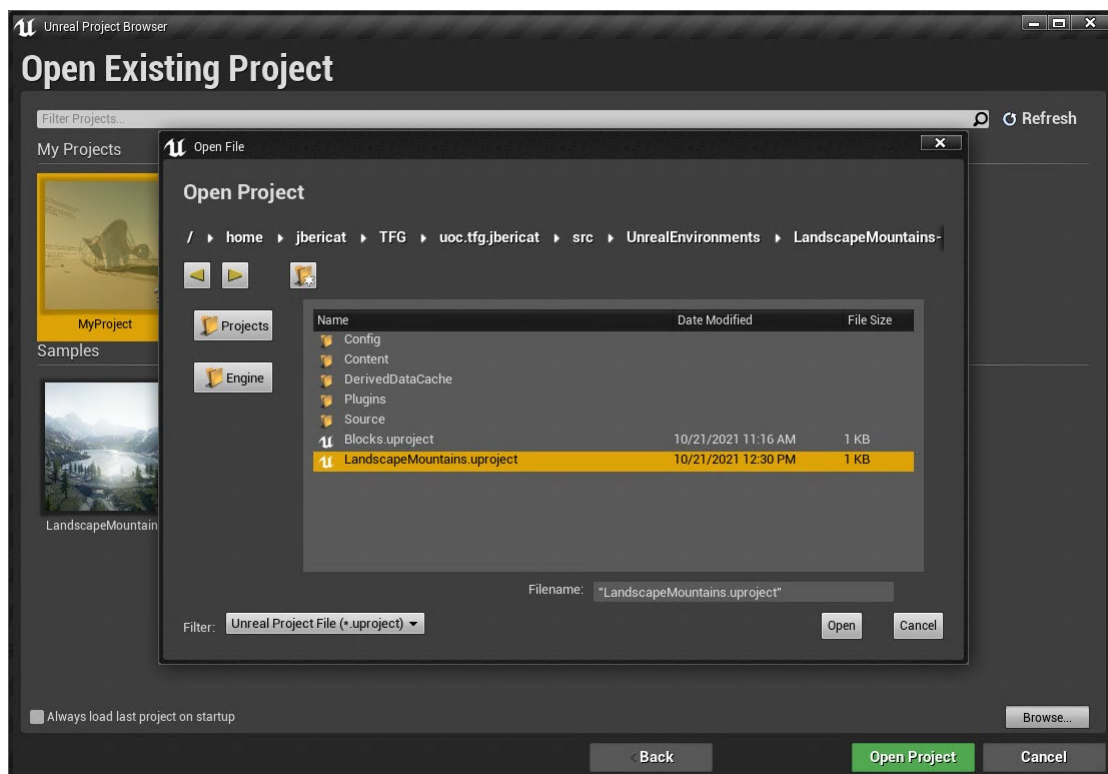 Unreal Project Browser
Open Existing Project
Filter Projects...
Refresh
My Projects
MyProject
Samples
LandscapeMountain
Open File
Open Project
/ home jbericat TFG uoc.tfg.jbericat src UnrealEnvironments LandscapeMountains-
Projects
Engine
Name Date Modified File Size
Config
Content
DerivedDataCache
Plugins
Source
Blocks.uproject 10/21/2021 11:16 AM 1 KB
LandscapeMountains.uproject 10/21/2021 12:30 PM 1 KB
Filename: "LandscapeMountains.uproject"
Filter: Unreal Project File (*.uproject)
Open Cancel
Always load last project on startup
Browse...
Back Open Project Cancel